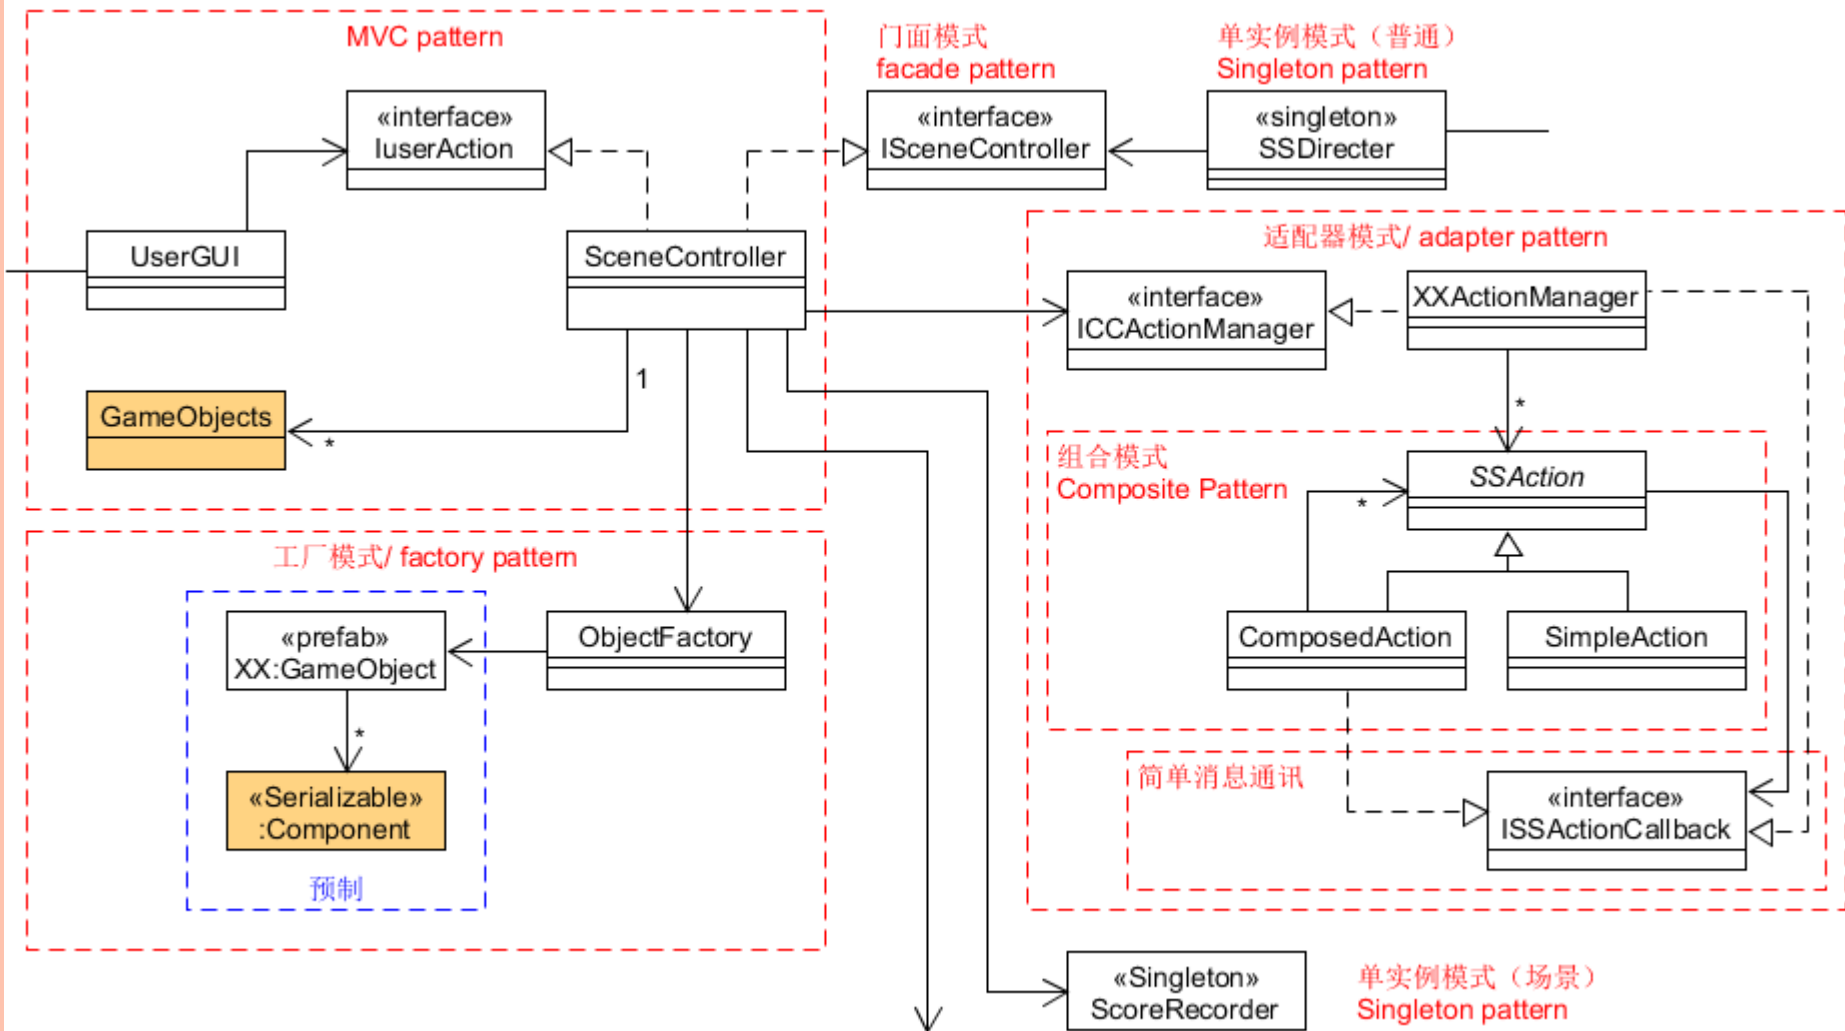 MVC pattern
«interface»
IuserAction
UserGUI
SceneController
1
GameObjects
*
门面模式
facade pattern
«interface»
ISceneController
单实例模式（普通）
Singleton pattern
«singleton»
SSDirecter
适配器模式/ adapter pattern
«interface»
ICCActionManager
XXActionManager
*
组合模式
Composite Pattern
SSAction
*
ComposedAction
SimpleAction
简单消息通讯
«interface»
ISSActionCallback
工厂模式/ factory pattern
«prefab»
XX:GameObject
ObjectFactory
*
«Serializable»
:Component
预制
«Singleton»
ScoreRecorder
单实例模式（场景）
Singleton pattern